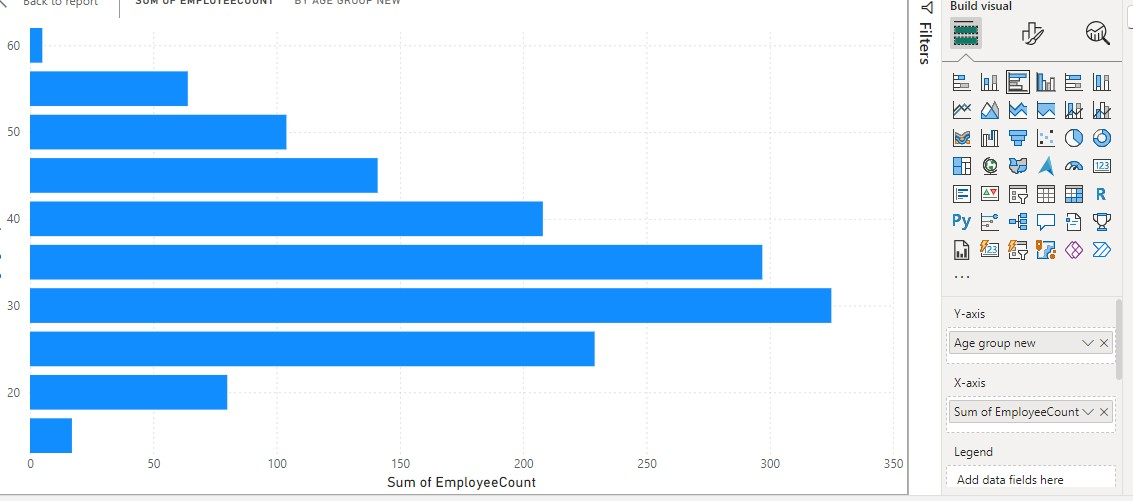 Back to report
SUM OF EMPLOYEECOUNT
BY AGE GROUP NEW
60
50
40
30
20
0
50
100
150
200
250
300
350
Sum of EmployeeCount
Filters
Build visual
123
R
Py
123
...
Y-axis
Age group new
X-axis
Sum of EmployeeCount
Legend
Add data fields here